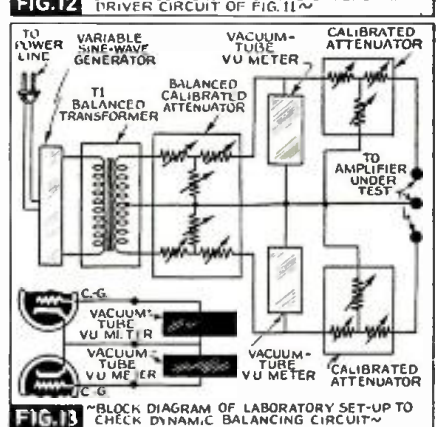 FIG.12 DRIVER CIRCUIT OF FIG. 11~
TO
POWER
LINE
VARIABLE
SINE-WAVE
GENERATOR
T1
BALANCED
TRANSFORMER
BALANCED
CALIBRATED
ATTENUATOR
VACUUM-
TUBE
VU METER
CALIBRATED
ATTENUATOR
TO
AMPLIFIER
UNDER
TEST
C.-G.
VACUUM-
TUBE
VU METER
VACUUM-
TUBE
VU METER
C-G
VACUUM-
TUBE
VU METER
CALIBRATED
ATTENUATOR
FIG.13 ~BLOCK DIAGRAM OF LABORATORY SET-UP TO
CHECK DYNAMIC BALANCING CIRCUIT~